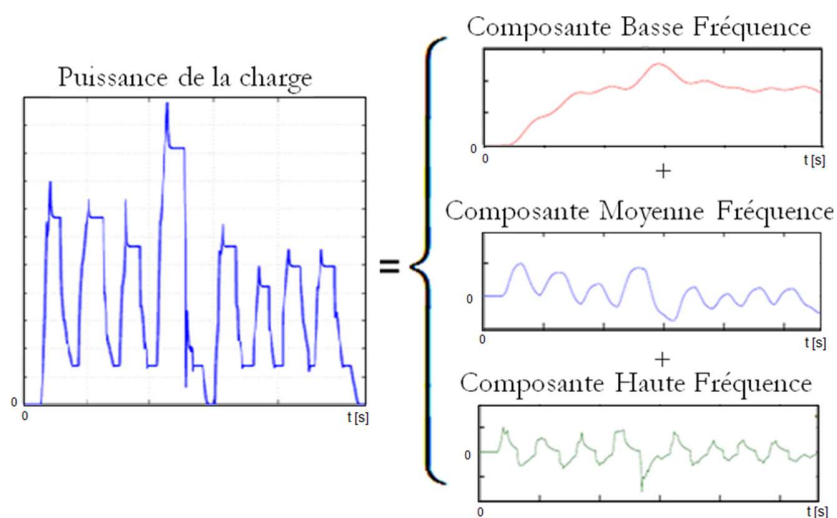 Puissance de la charge
0
0
t [s]
=
Composante Basse Fréquence
0
0
t [s]
+
Composante Moyenne Fréquence
0
0
t [s]
+
Composante Haute Fréquence
0
0
t [s]